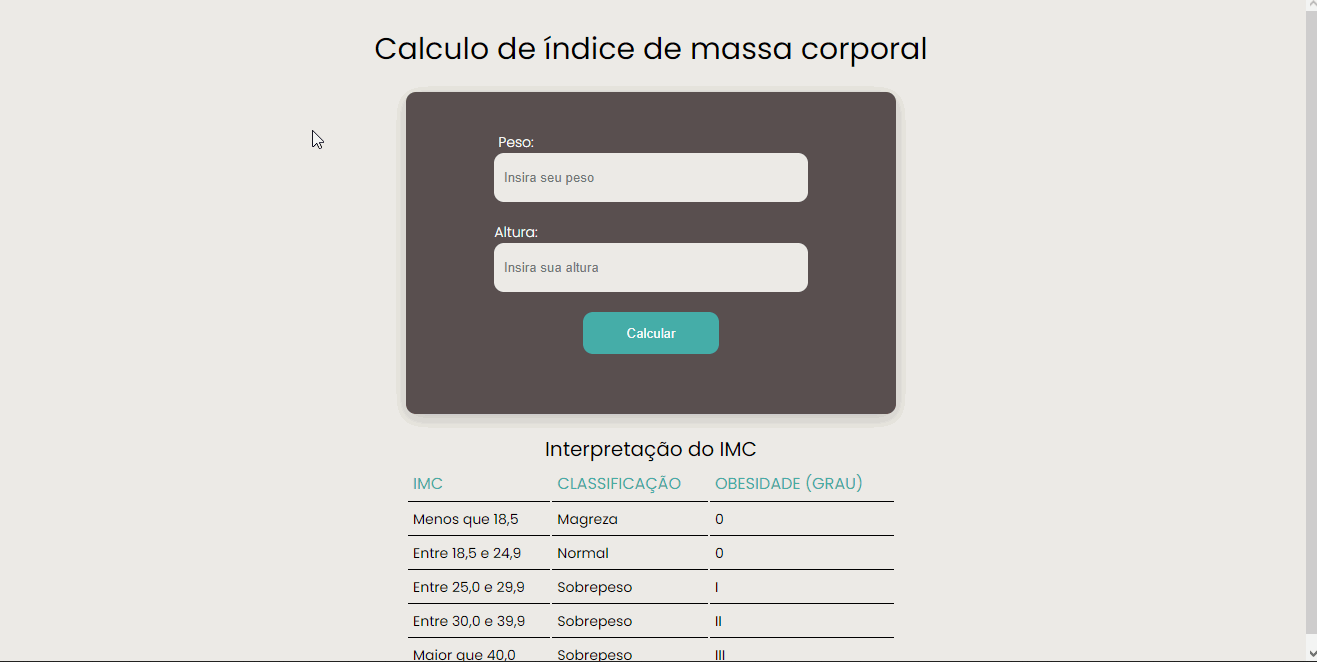 Calculo de índice de massa corporal
Peso:
Insira seu peso
Altura:
Insira sua altura
Calcular
Interpretação do IMC
IMC CLASSIFICAÇÃO OBESIDADE (GRAU)
Menos que 18,5 Magreza 0
Entre 18,5 e 24,9 Normal 0
Entre 25,0 e 29,9 Sobrepeso I
Entre 30,0 e 39,9 Sobrepeso II
Maior que 40,0 Sobrepeso III